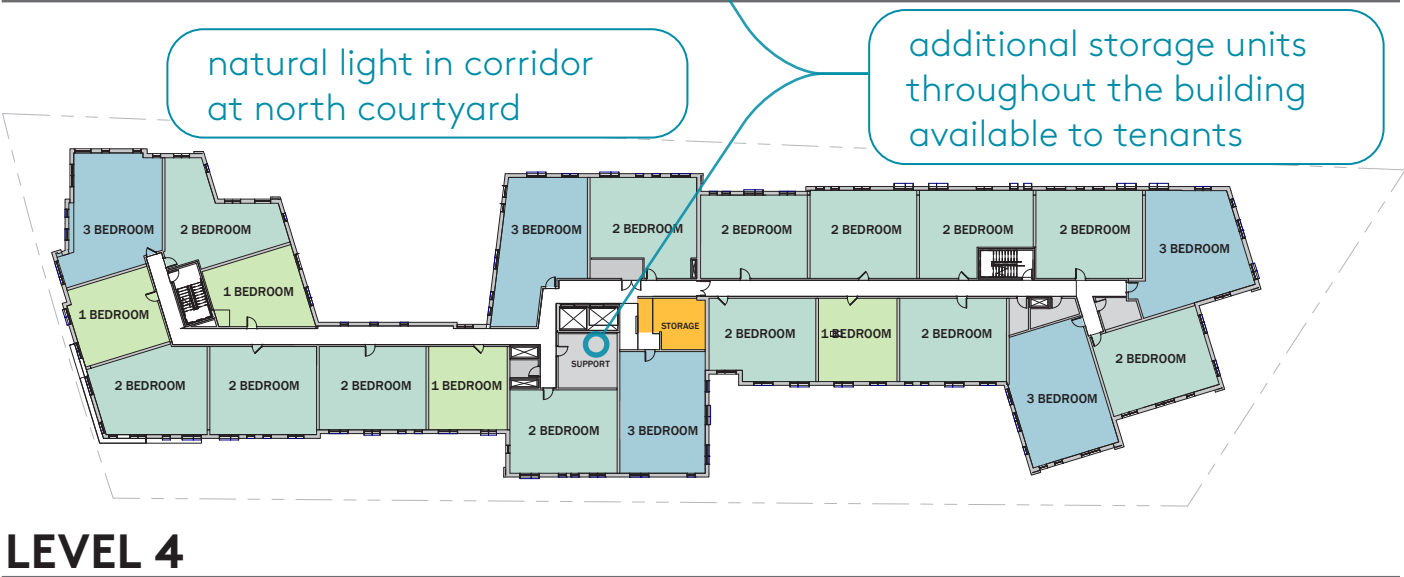 natural light in corridor
at north courtyard
additional storage units
throughout the building
available to tenants
3 BEDROOM
2 BEDROOM
1 BEDROOM
1 BEDROOM
2 BEDROOM
2 BEDROOM
2 BEDROOM
1 BEDROOM
3 BEDROOM
2 BEDROOM
2 BEDROOM
2 BEDROOM
2 BEDROOM
2 BEDROOM
3 BEDROOM
STORAGE
SUPPORT
2 BEDROOM
1 BEDROOM
2 BEDROOM
2 BEDROOM
3 BEDROOM
2 BEDROOM
3 BEDROOM
LEVEL 4